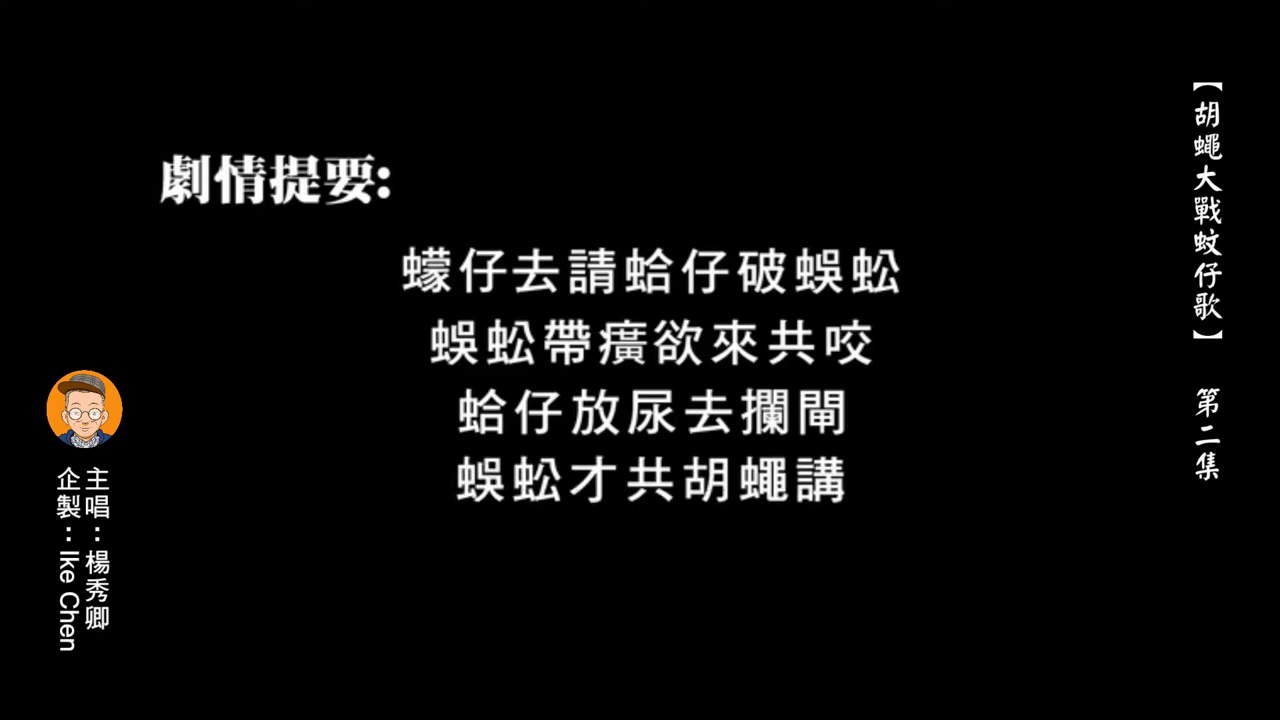 【胡蠅大戰蚊仔歌】 第二集
劇情提要:
蠓仔去請蛤仔破蜈蚣
蜈蚣帶癀欲來共咬
蛤仔放尿去攔閘
蜈蚣才共胡蠅講
主唱：楊秀卿
企製：Ike Chen